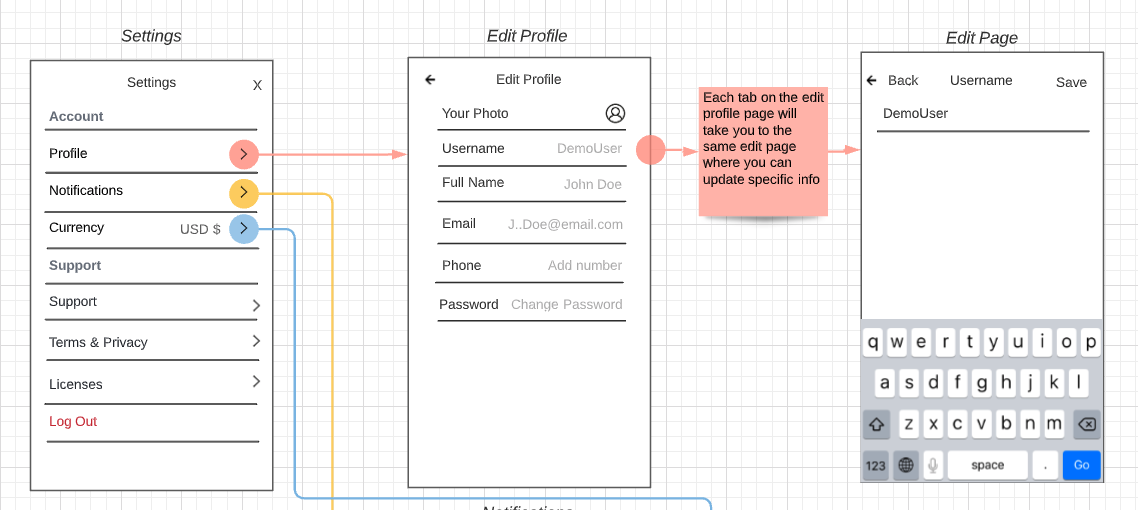 Settings
Settings
X
Account
Profile
Notifications
Currency USD $
Support
Support
Terms & Privacy
Licenses
Log Out
Edit Profile
Edit Profile
Your Photo
Username DemoUser
Full Name John Doe
Email J..Doe@email.com
Phone Add number
Password Change Password
Each tab on the edit
profile page will
take you to the
same edit page
where you can
update specific info
Edit Page
Back Username Save
DemoUser
q w e r t y u i o p
a s d f g h j k l
z x c v b n m
123 space . Go
Notifications